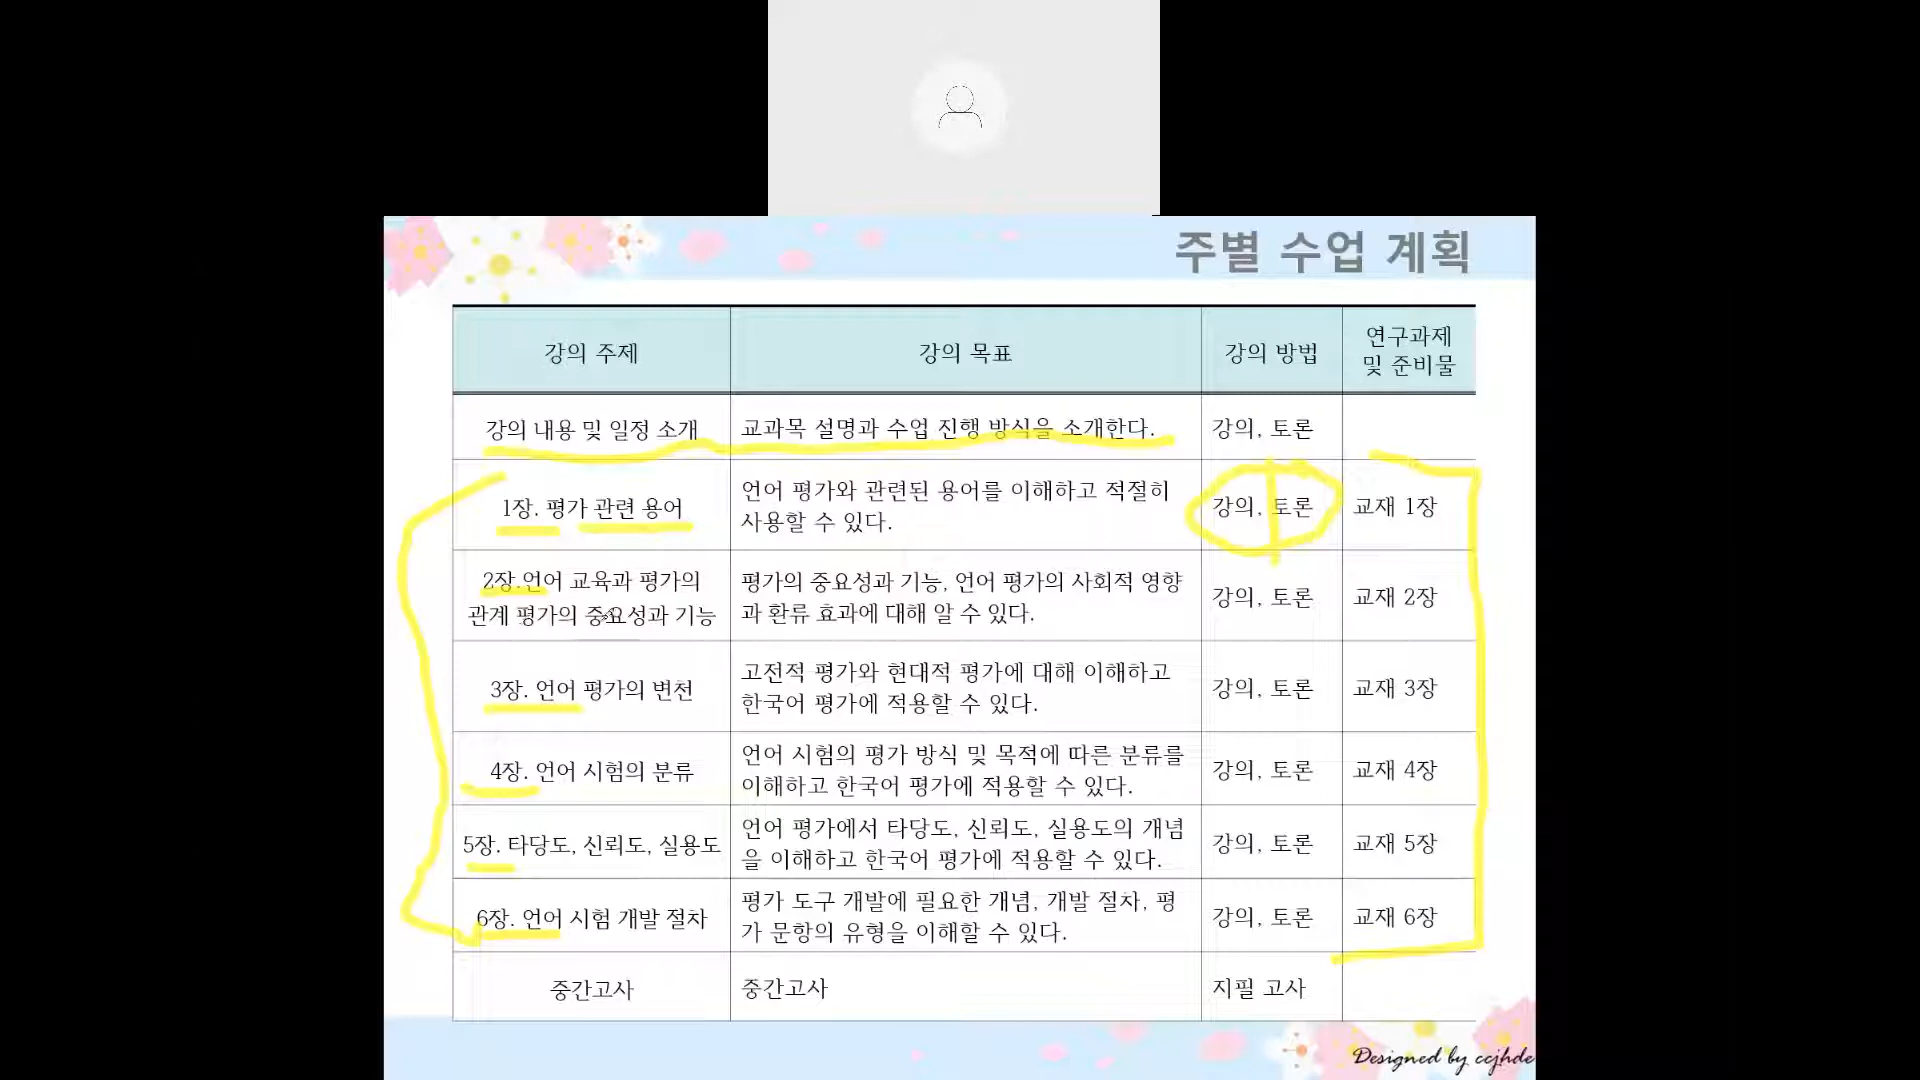 주별 수업 계획
강의 주제
강의 목표
강의 방법
연구과제
및 준비물
강의 내용 및 일정 소개
교과목 설명과 수업 진행 방식을 소개한다.
강의, 토론
1장. 평가 관련 용어
언어 평가와 관련된 용어를 이해하고 적절히
사용할 수 있다.
강의, 토론
교재 1장
2장.언어 교육과 평가의
관계 평가의 중요성과 기능
평가의 중요성과 기능, 언어 평가의 사회적 영향
과 환류 효과에 대해 알 수 있다.
강의, 토론
교재 2장
3장. 언어 평가의 변천
고전적 평가와 현대적 평가에 대해 이해하고
한국어 평가에 적용할 수 있다.
강의, 토론
교재 3장
4장. 언어 시험의 분류
언어 시험의 평가 방식 및 목적에 따른 분류를
이해하고 한국어 평가에 적용할 수 있다.
강의, 토론
교재 4장
5장. 타당도, 신뢰도, 실용도
언어 평가에서 타당도, 신뢰도, 실용도의 개념
을 이해하고 한국어 평가에 적용할 수 있다.
강의, 토론
교재 5장
6장. 언어 시험 개발 절차
평가 도구 개발에 필요한 개념, 개발 절차, 평
가 문항의 유형을 이해할 수 있다.
강의, 토론
교재 6장
중간고사
중간고사
지필 고사
Designed by ccjhde